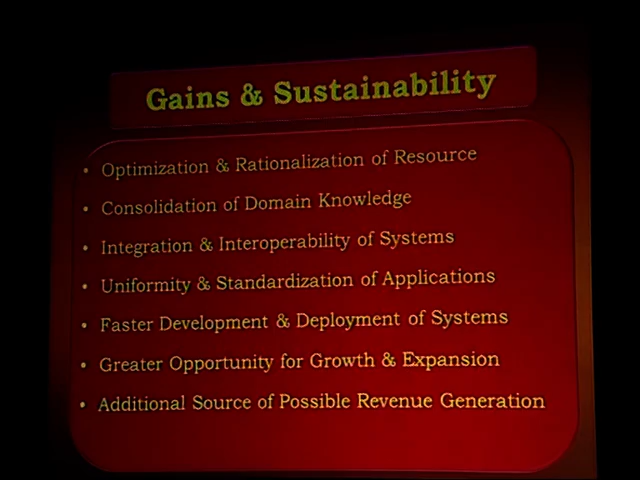 Gains & Sustainability
• Optimization & Rationalization of Resource
• Consolidation of Domain Knowledge
• Integration & Interoperability of Systems
• Uniformity & Standardization of Applications
• Faster Development & Deployment of Systems
• Greater Opportunity for Growth & Expansion
• Additional Source of Possible Revenue Generation